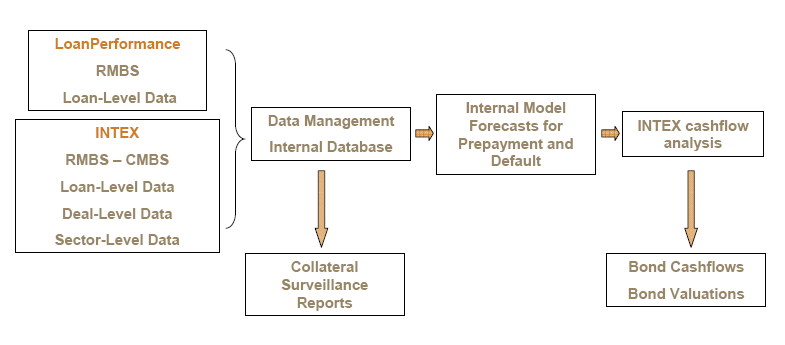 LoanPerformance
RMBS
Loan-Level Data
INTEX
RMBS – CMBS
Loan-Level Data
Deal-Level Data
Sector-Level Data
Data Management
Internal Database
Internal Model
Forecasts for
Prepayment and
Default
INTEX cashflow
analysis
Collateral
Surveillance
Reports
Bond Cashflows
Bond Valuations